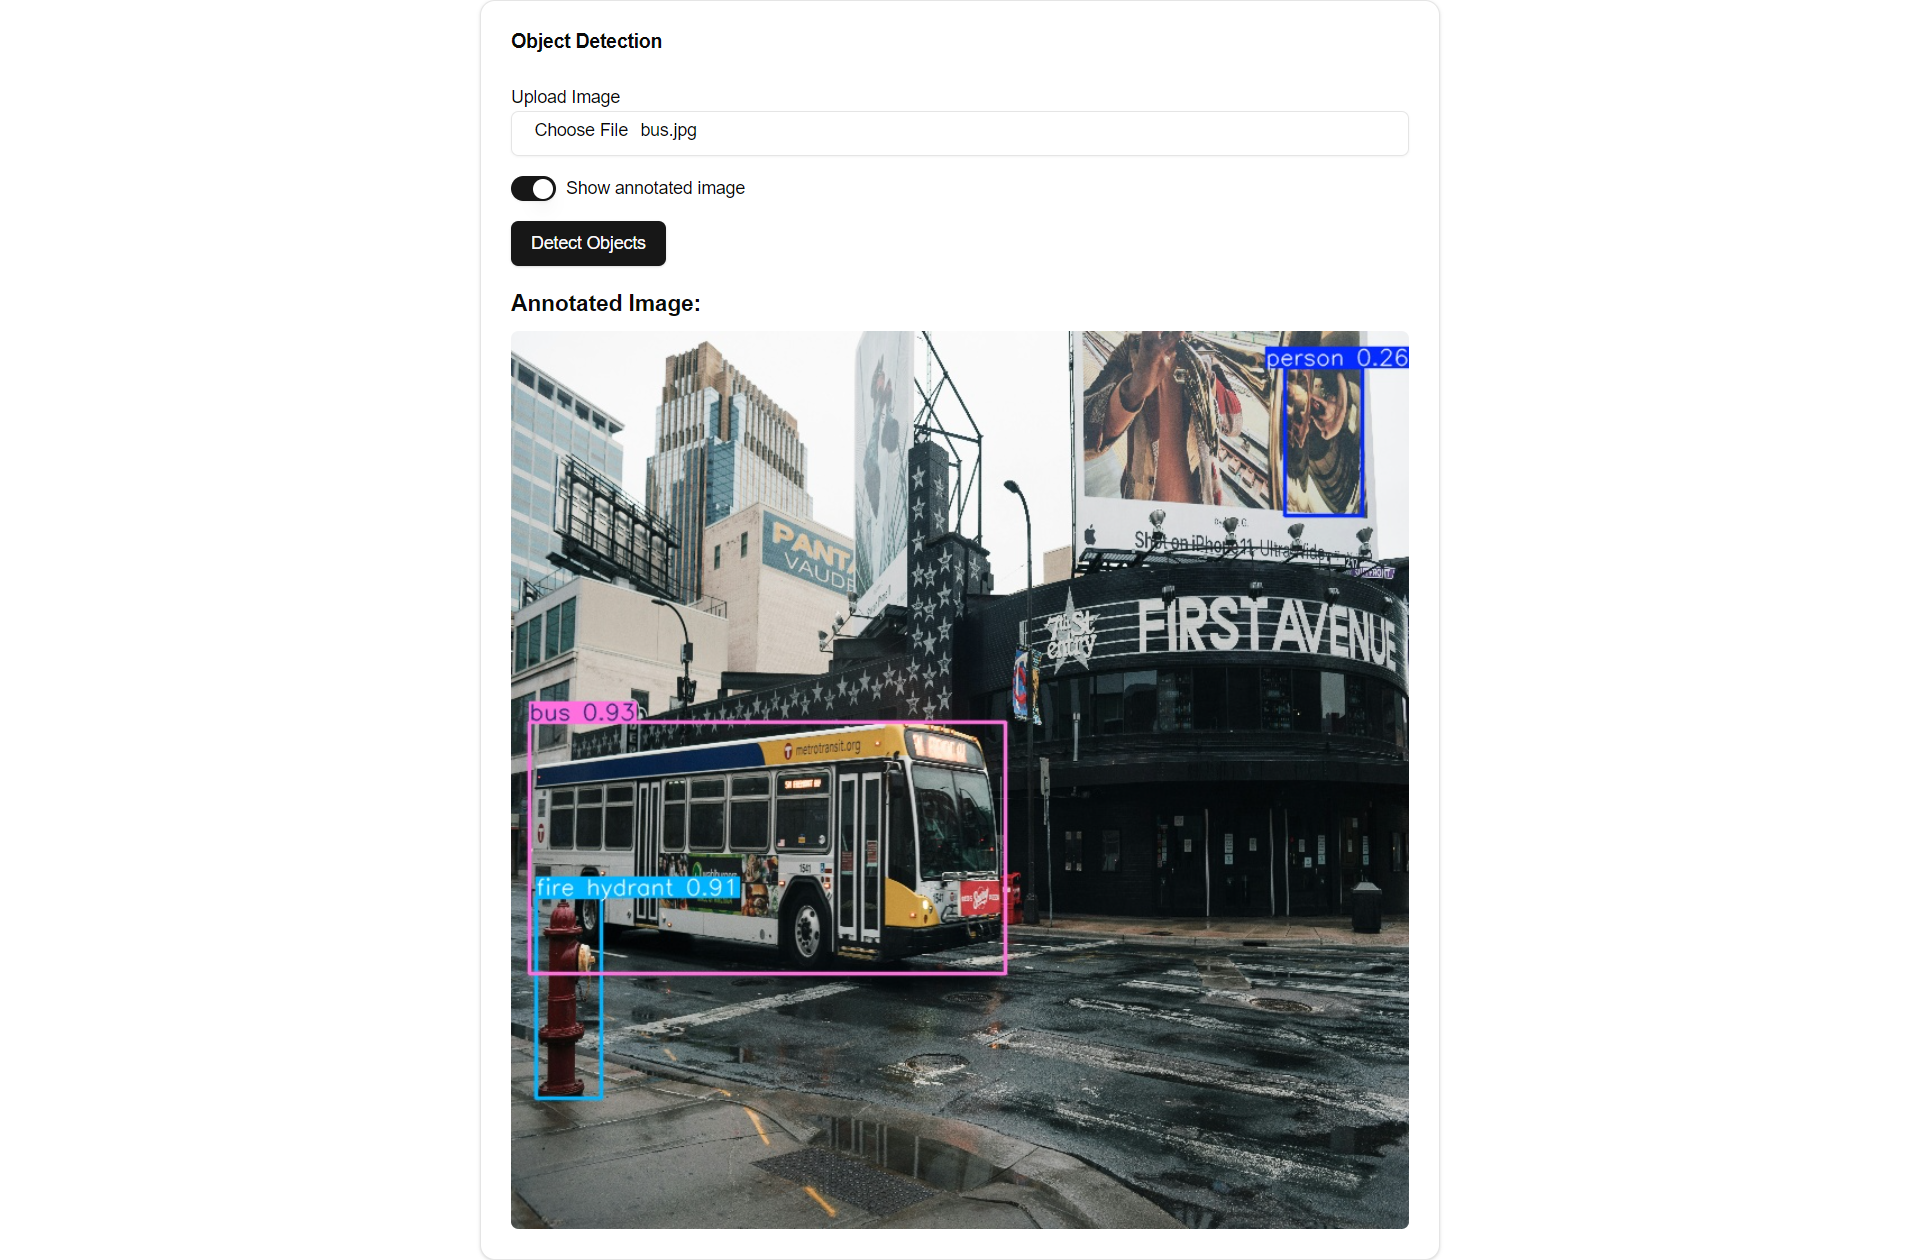 Object Detection
Upload Image
Choose File bus.jpg
Show annotated image
Detect Objects
Annotated Image:
person 0.26
PANTA
VAUDE
Shot on iPhone 11 Ultra Wide
7th St
entry
FIRST AVENUE
bus 0.93
metrotransit.org
1541
fire hydrant 0.91
1541